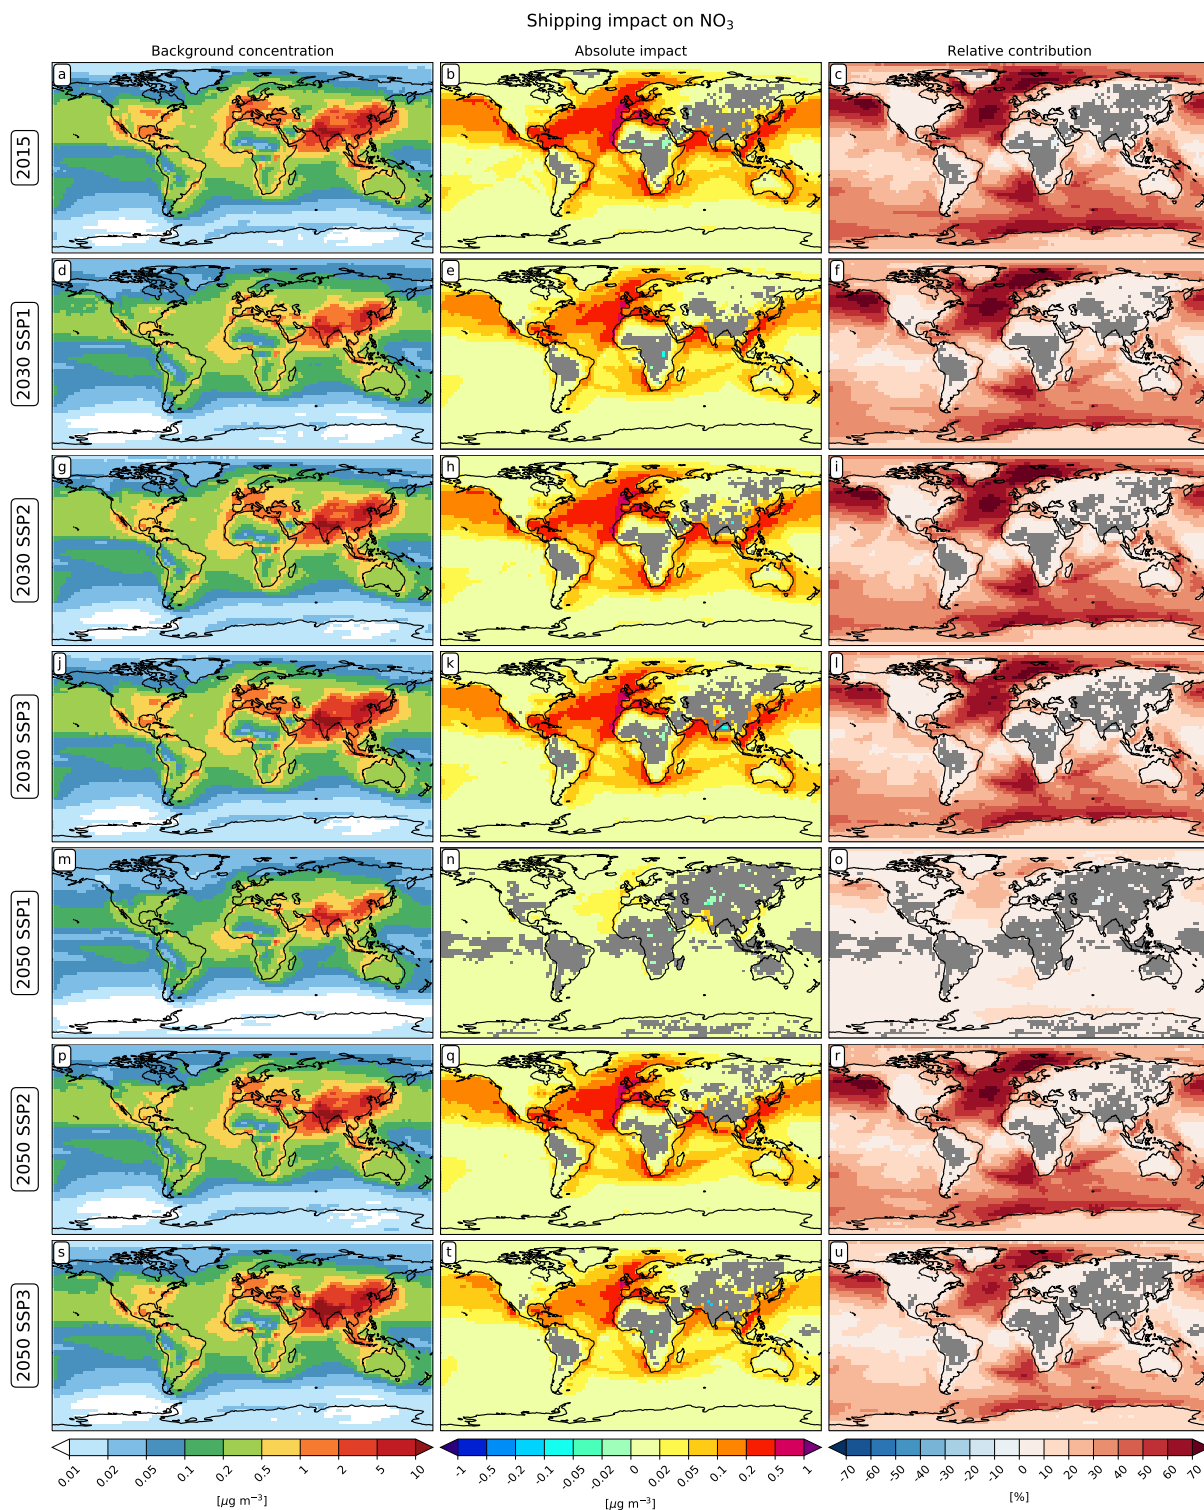 Shipping impact on NO₃
Background concentration Absolute impact Relative contribution
2015
a b c
2030 SSP1
d e f
2030 SSP2
g h i
2030 SSP3
j k l
2050 SSP1
m n o
2050 SSP2
p q r
2050 SSP3
s t u
0.01 0.02 0.05 0.1 0.2 0.5 1 2 5 10
[μg m⁻³]
-1 -0.5 -0.2 -0.1 -0.05 -0.02 0 0.02 0.05 0.1 0.2 0.5 1
[μg m⁻³]
-70 -60 -50 -40 -30 -20 -10 0 10 20 30 40 50 60 70
[%]